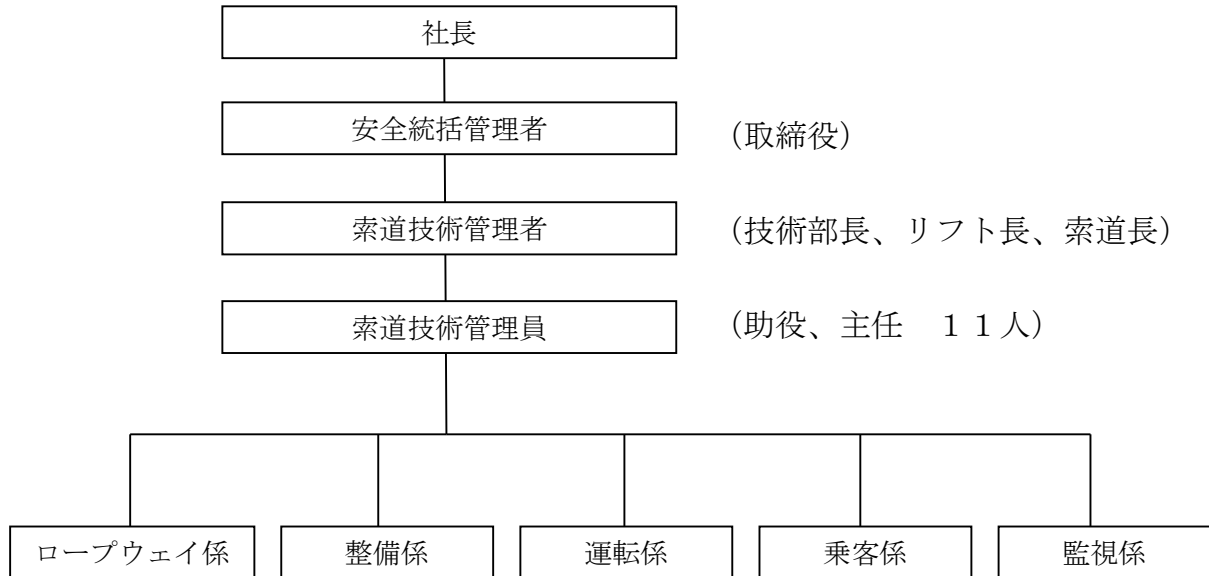 社長
安全統括管理者 (取締役)
索道技術管理者 (技術部長、リフト長、索道長)
索道技術管理員 (助役、主任　１１人)
ロープウェイ係 整備係 運転係 乗客係 監視係